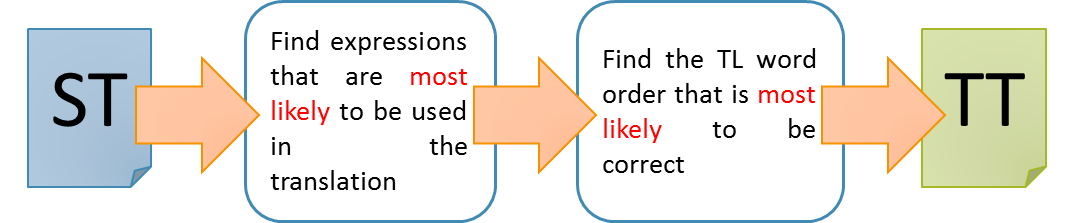 ST
Find expressions
that are most
likely to be used
in the
translation
Find the TL word
order that is most
likely to be
correct
TT